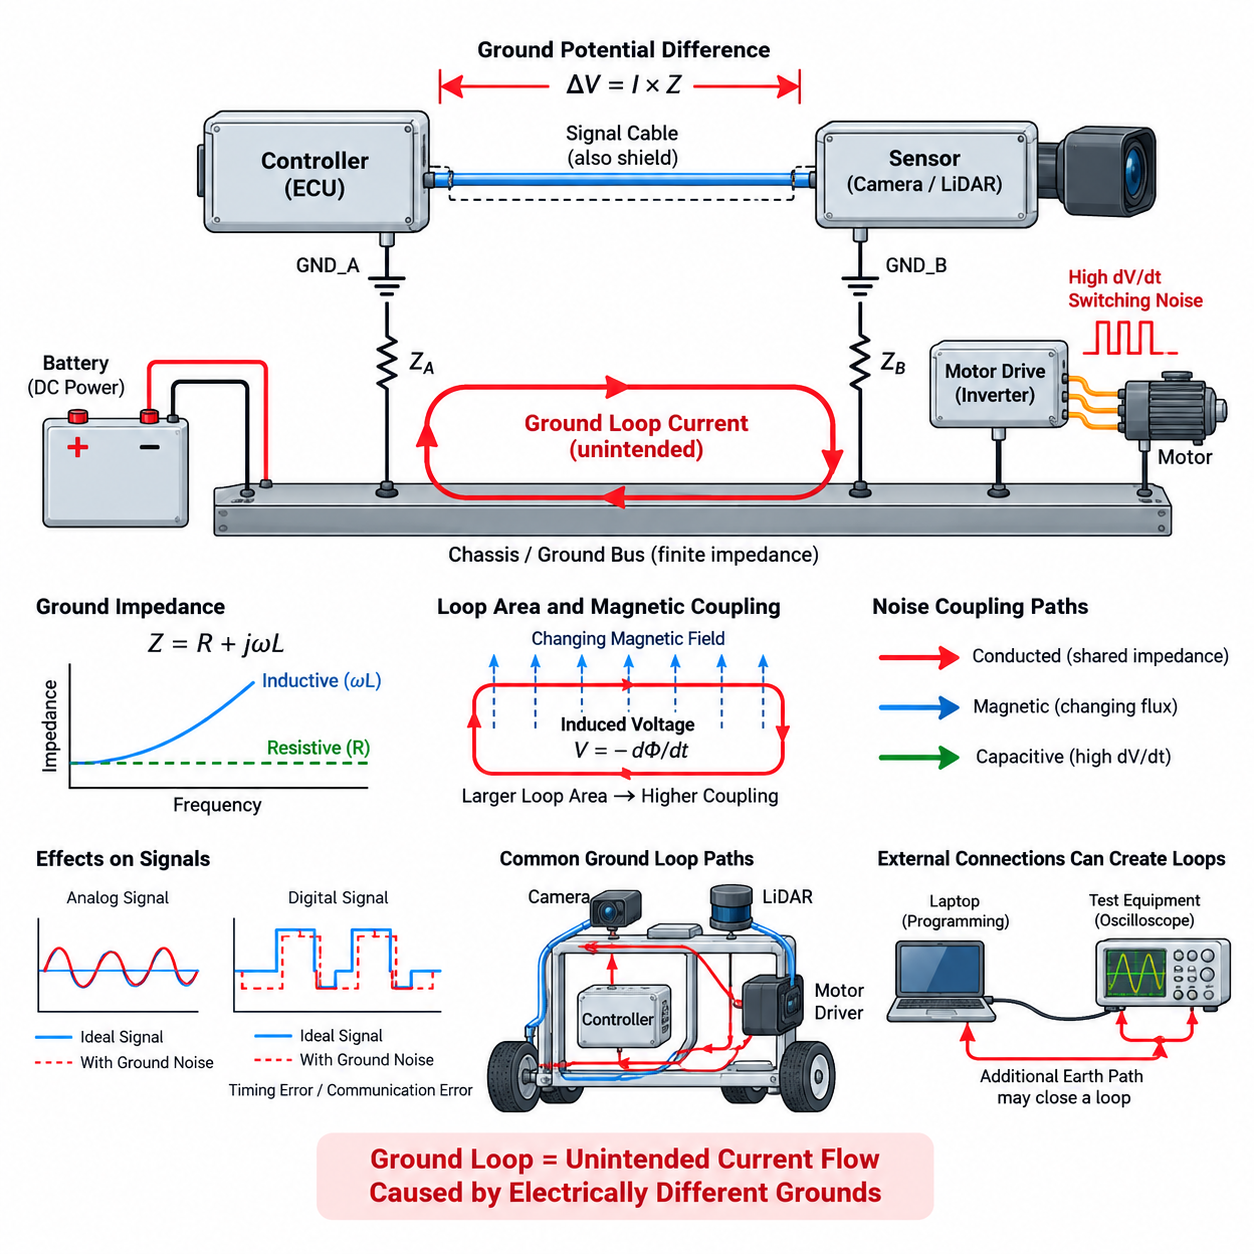 Ground Potential Difference
ΔV = I × Z
Signal Cable
(also shield)
Controller
(ECU)
Sensor
(Camera / LiDAR)
GND_A
GND_B
High dV/dt
Switching Noise
Battery
(DC Power)
+
−
Z_A
Z_B
Motor Drive
(Inverter)
Motor
Ground Loop Current
(unintended)
Chassis / Ground Bus (finite impedance)
Ground Impedance
Z = R + jωL
Inductive (ωL)
Resistive (R)
Impedance
Frequency
Loop Area and Magnetic Coupling
Changing Magnetic Field
Induced Voltage
V = − dΦ/dt
Larger Loop Area → Higher Coupling
Noise Coupling Paths
Conducted (shared impedance)
Magnetic (changing flux)
Capacitive (high dV/dt)
Effects on Signals
Analog Signal
Ideal Signal
With Ground Noise
Digital Signal
Ideal Signal
With Ground Noise
Timing Error / Communication Error
Common Ground Loop Paths
Camera
LiDAR
Controller
Motor
Driver
External Connections Can Create Loops
Laptop
(Programming)
Test Equipment
(Oscilloscope)
Additional Earth Path
may close a loop
Ground Loop = Unintended Current Flow
Caused by Electrically Different Grounds